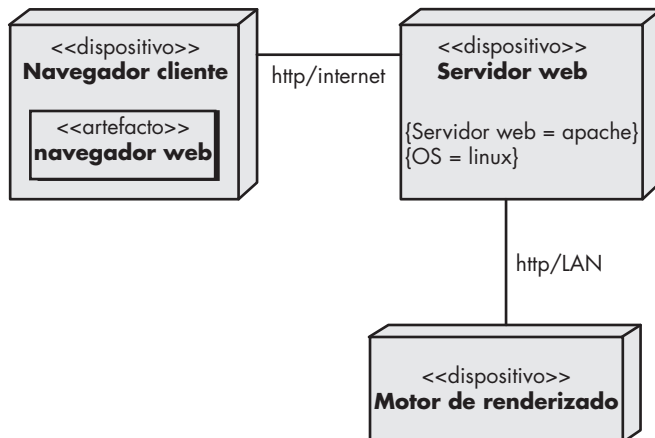 <<dispositivo>>
Navegador cliente
<<artefacto>>
navegador web
http/internet
<<dispositivo>>
Servidor web
{Servidor web = apache}
{OS = linux}
http/LAN
<<dispositivo>>
Motor de renderizado